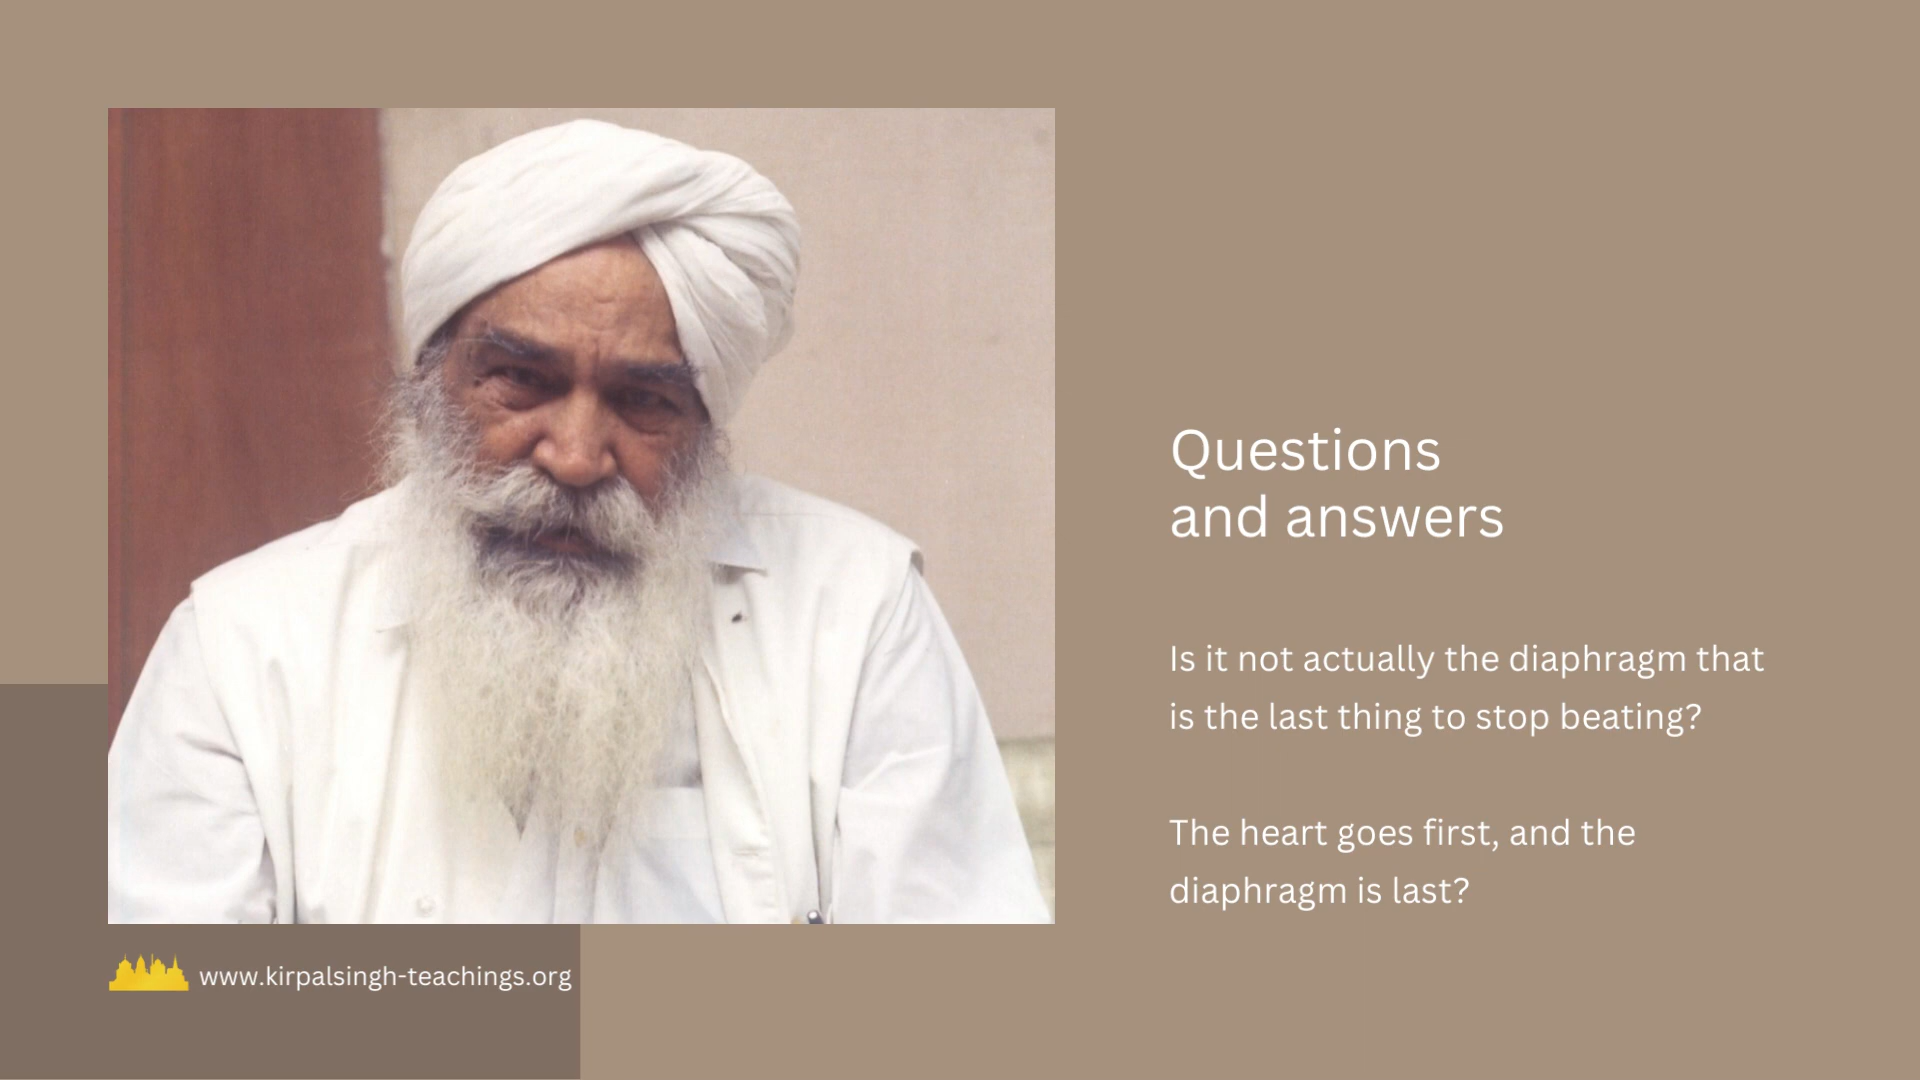 Questions
and answers
Is it not actually the diaphragm that
is the last thing to stop beating?
The heart goes first, and the
diaphragm is last?
www.kirpalsingh-teachings.org